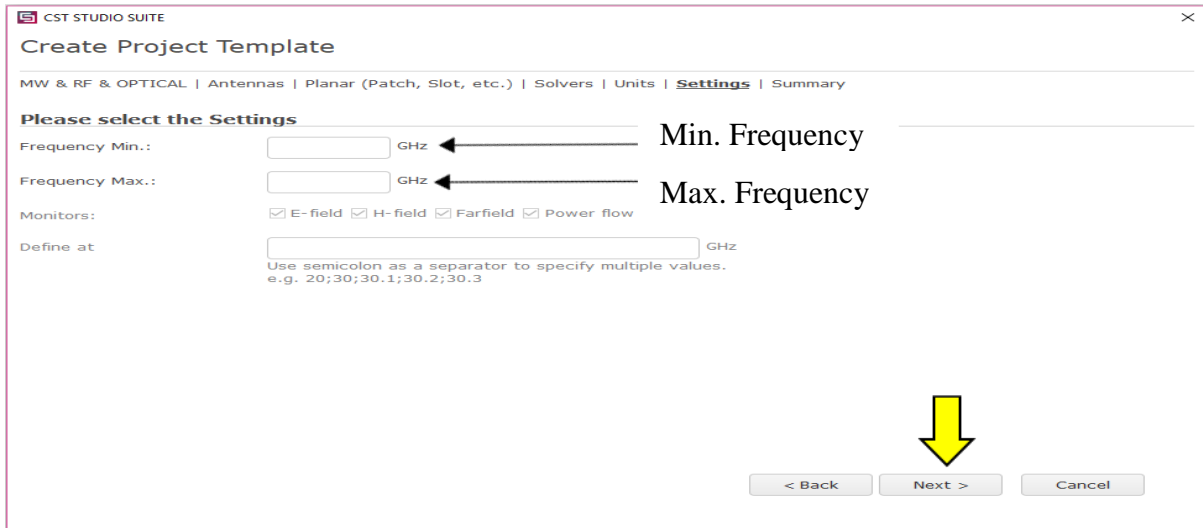 CST STUDIO SUITE
Create Project Template
MW & RF & OPTICAL | Antennas | Planar (Patch, Slot, etc.) | Solvers | Units | Settings | Summary
Please select the Settings
Frequency Min.: GHz Min. Frequency
Frequency Max.: GHz Max. Frequency
Monitors: E-field H-field Farfield Power flow
Define at GHz
Use semicolon as a separator to specify multiple values.
e.g. 20;30;30.1;30.2;30.3
< Back Next > Cancel